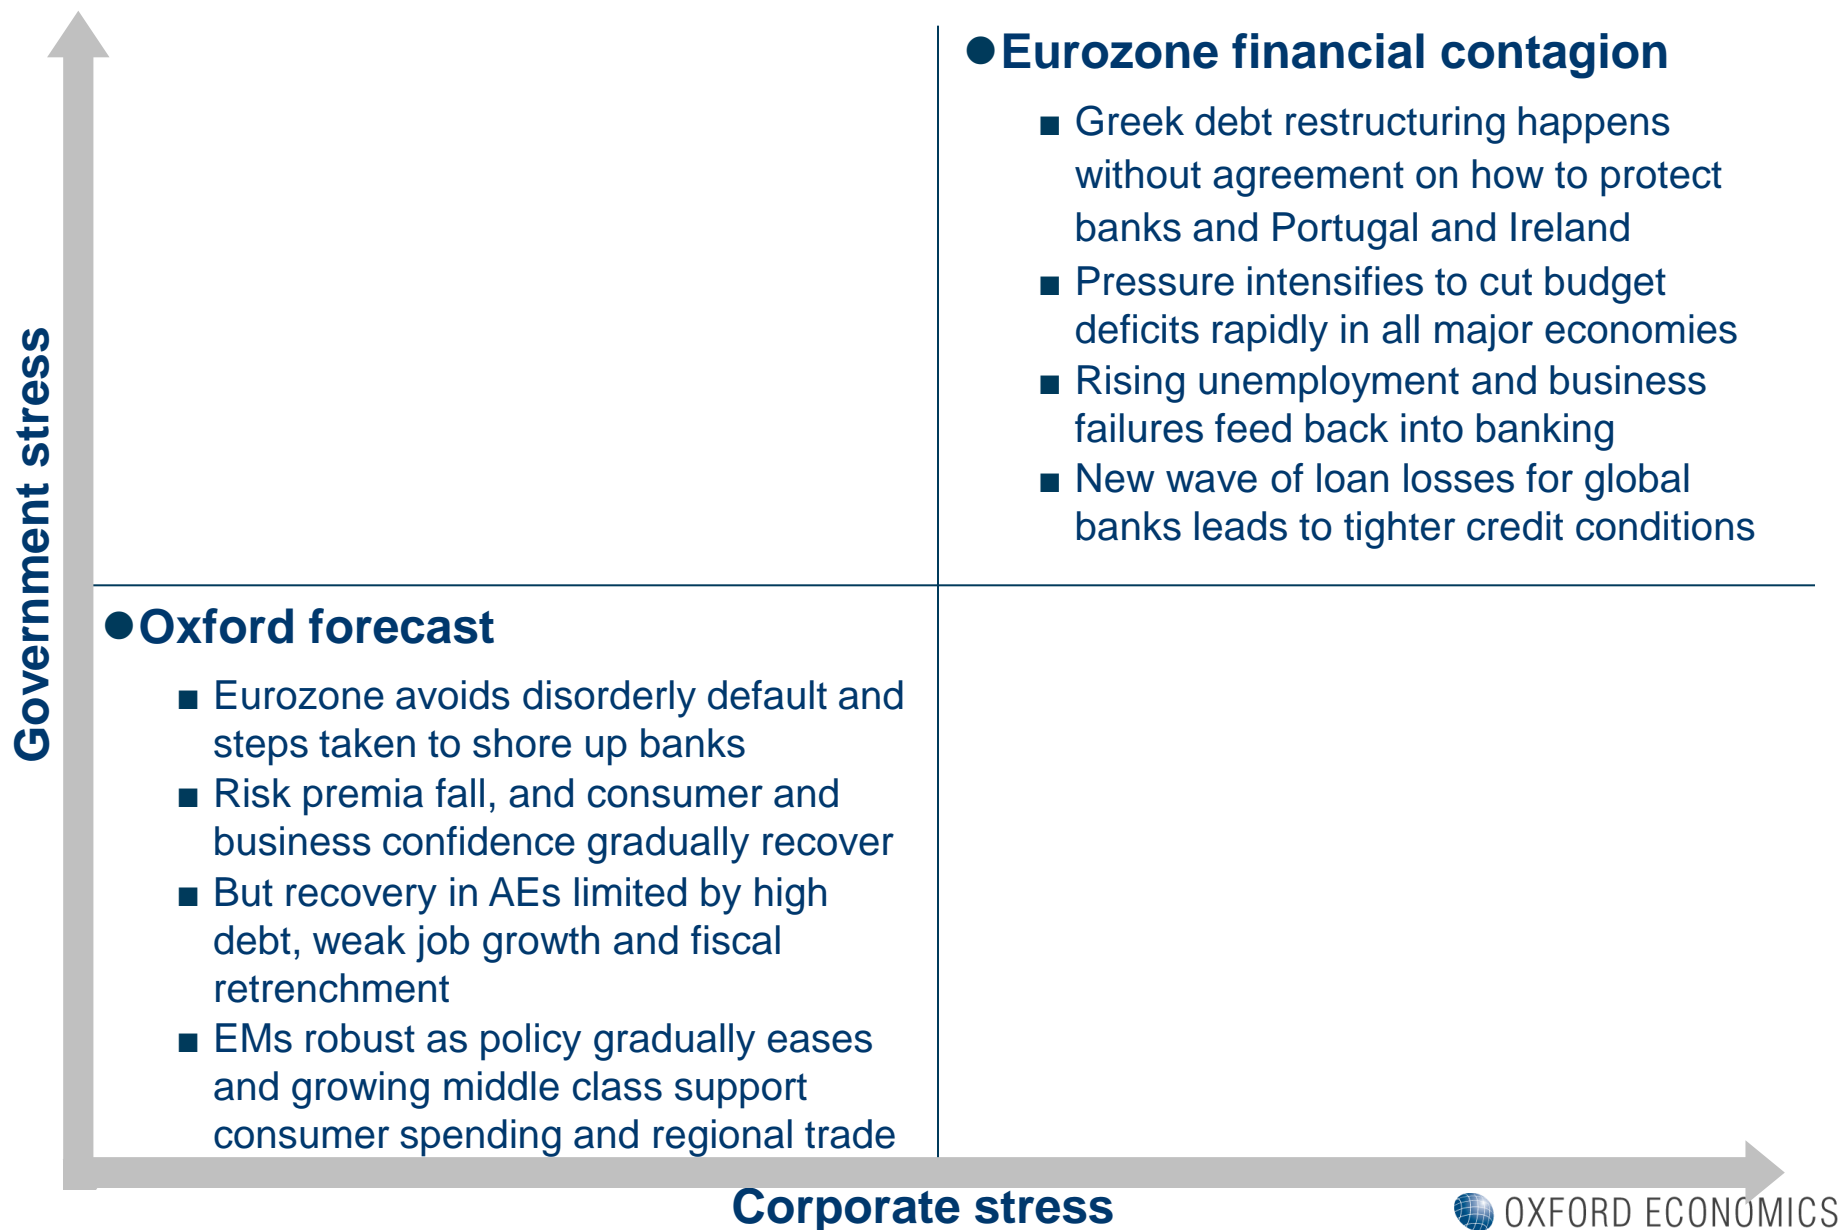 ● Eurozone financial contagion
■ Greek debt restructuring happens
without agreement on how to protect
banks and Portugal and Ireland
■ Pressure intensifies to cut budget
deficits rapidly in all major economies
■ Rising unemployment and business
failures feed back into banking
■ New wave of loan losses for global
banks leads to tighter credit conditions
Government stress
● Oxford forecast
■ Eurozone avoids disorderly default and
steps taken to shore up banks
■ Risk premia fall, and consumer and
business confidence gradually recover
■ But recovery in AEs limited by high
debt, weak job growth and fiscal
retrenchment
■ EMs robust as policy gradually eases
and growing middle class support
consumer spending and regional trade
Corporate stress
OXFORD ECONOMICS